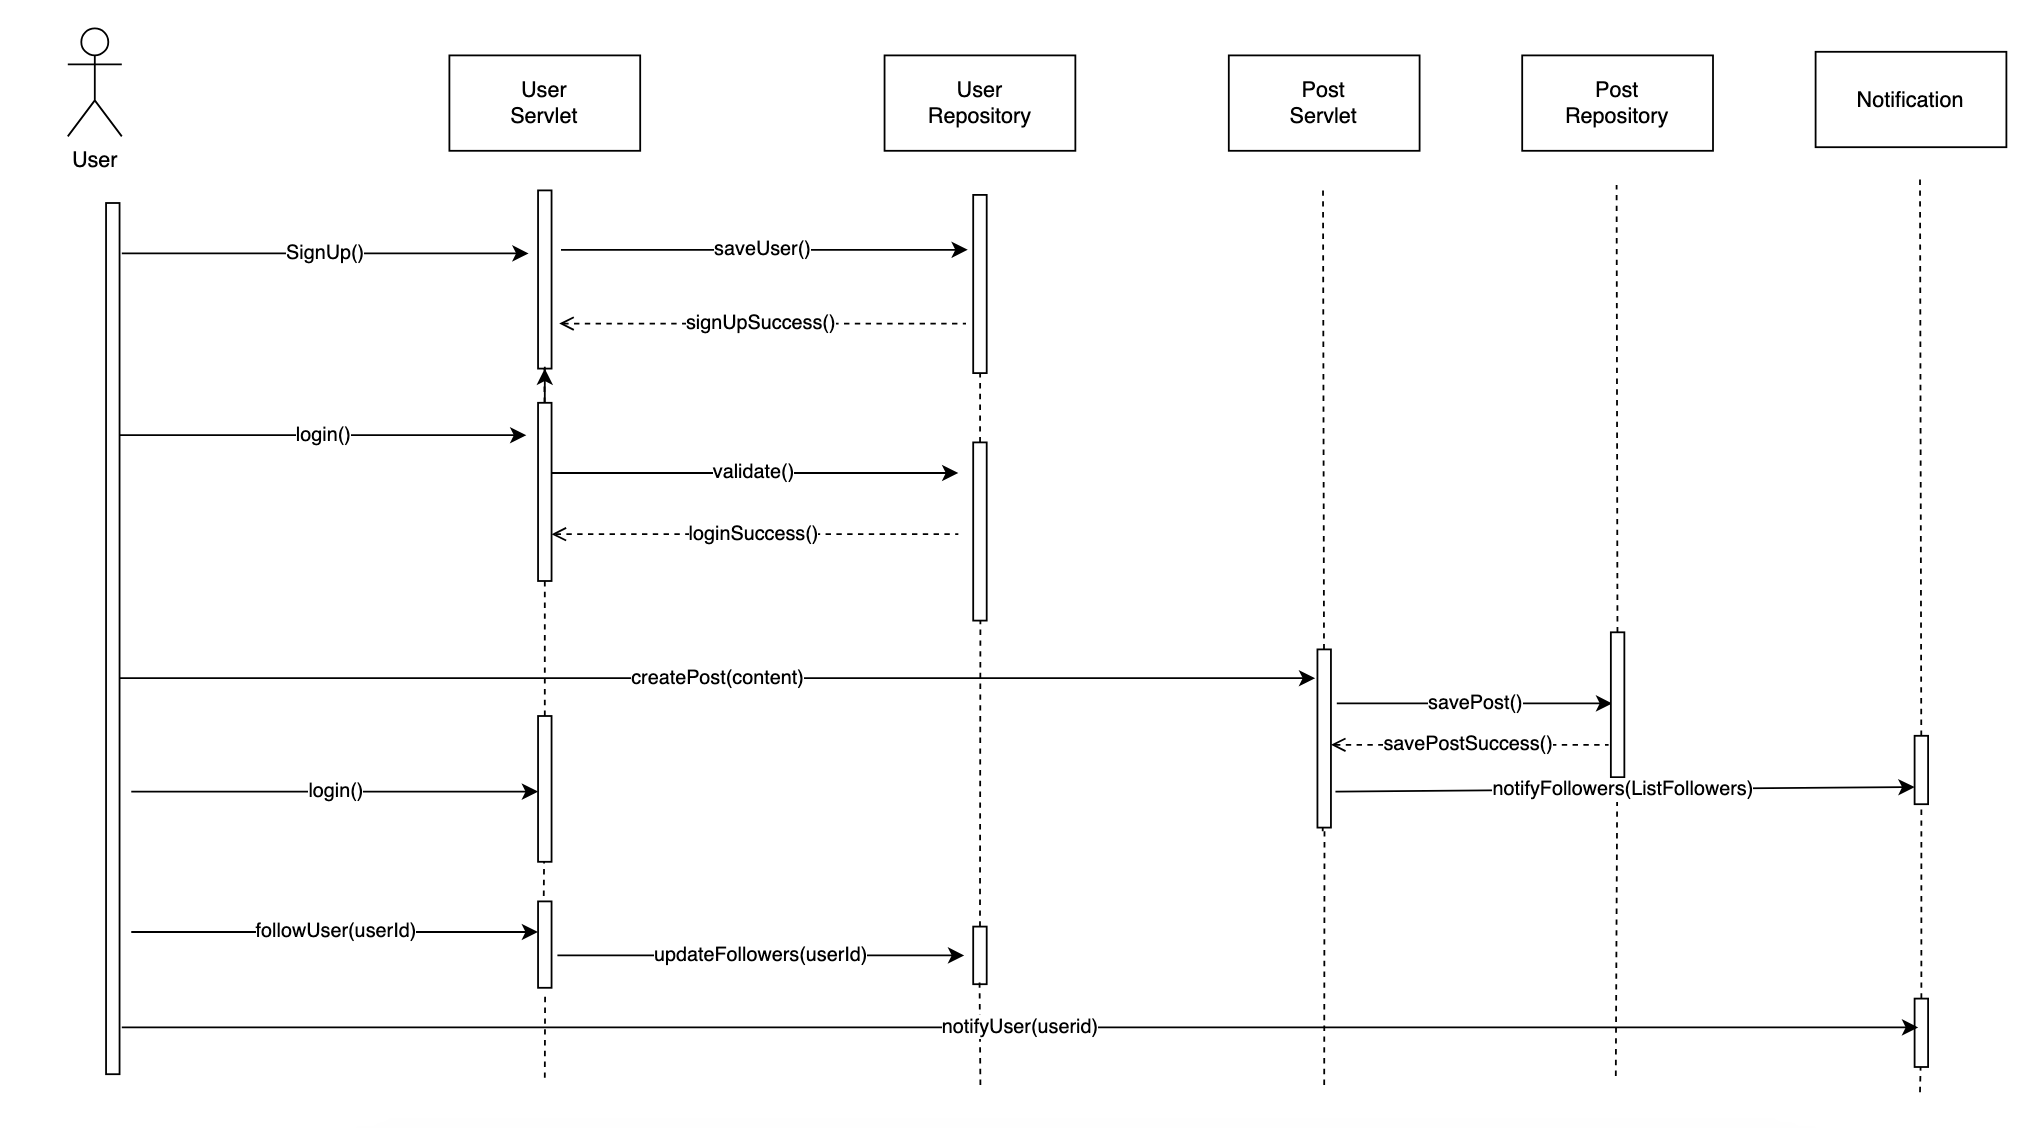 User
User
Servlet
User
Repository
Post
Servlet
Post
Repository
Notification
SignUp()
saveUser()
signUpSuccess()
login()
validate()
loginSuccess()
createPost(content)
savePost()
savePostSuccess()
login()
notifyFollowers(ListFollowers)
followUser(userId)
updateFollowers(userId)
notifyUser(userid)